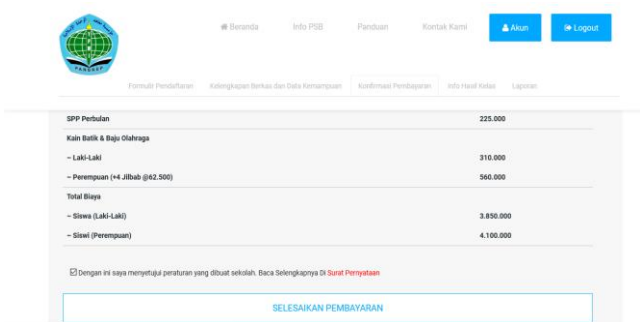 Beranda Info PSB Panduan Kontak Kami Akun Logout
Formulir Pendaftaran Kelengkapan Berkas dan Data Kemampuan Konfirmasi Pembayaran Info Hasil Kelas Laporan
SPP Perbulan 225.000
Kain Batik & Baju Olahraga
– Laki-Laki 310.000
– Perempuan (+4 Jilbab @62.500) 560.000
Total Biaya
– Siswa (Laki-Laki) 3.850.000
– Siswi (Perempuan) 4.100.000
Dengan ini saya menyetujui peraturan yang dibuat sekolah. Baca Selengkapnya Di Surat Pernyataan
SELESAIKAN PEMBAYARAN